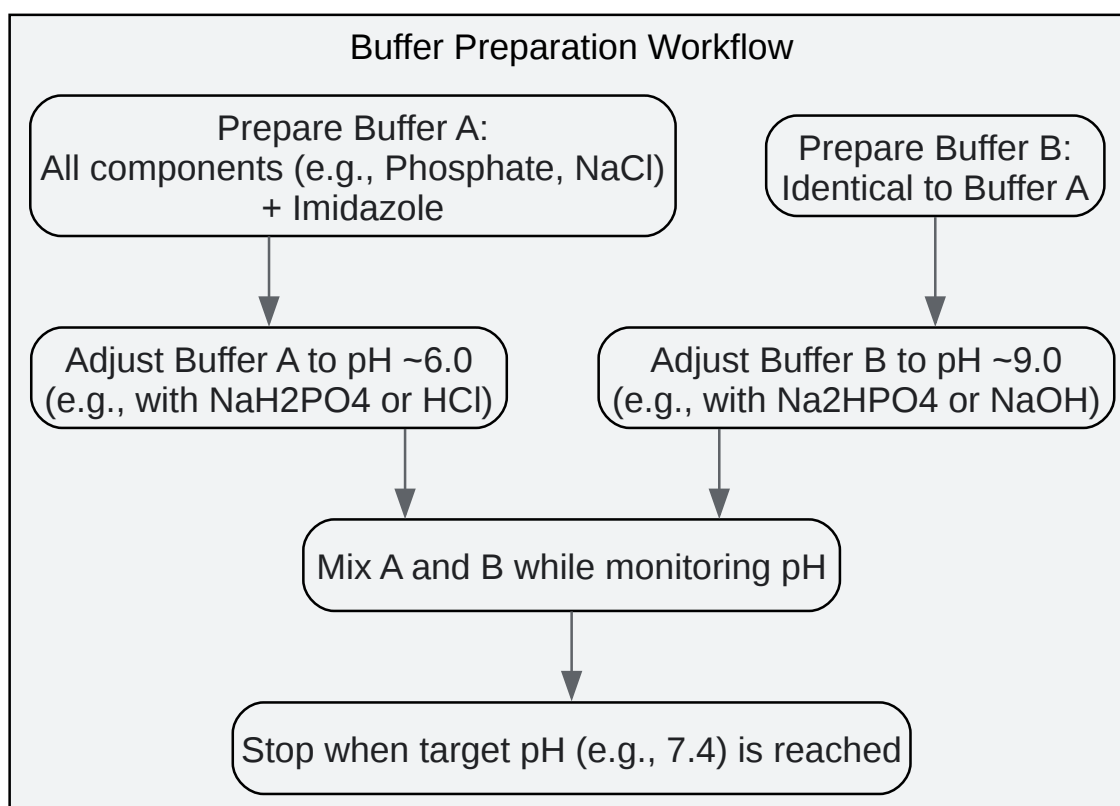 Buffer Preparation Workflow
Prepare Buffer A:
All components (e.g., Phosphate, NaCl)
+ Imidazole
Prepare Buffer B:
Identical to Buffer A
Adjust Buffer A to pH ~6.0
(e.g., with NaH2PO4 or HCl)
Adjust Buffer B to pH ~9.0
(e.g., with Na2HPO4 or NaOH)
Mix A and B while monitoring pH
Stop when target pH (e.g., 7.4) is reached